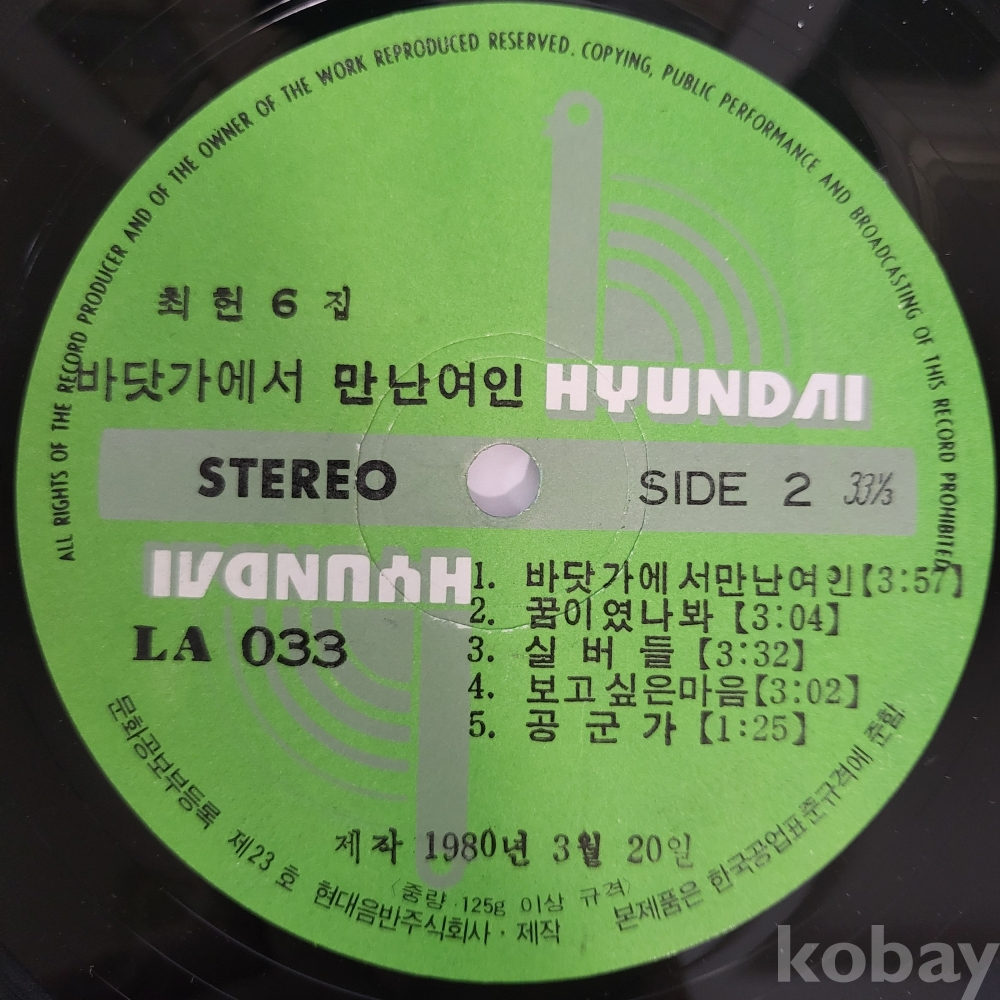 ALL RIGHTS OF THE RECORD PRODUCER AND OF THE OWNER OF THE WORK REPRODUCED RESERVED. COPYING, PUBLIC PERFORMANCE AND BROADCASTING OF THIS RECORD PROHIBITED
최 헌 6 집
바닷가에서 만난여인
HYUNDAI
STEREO
SIDE 2 33⅓
HYUNDAI
LA 033
1. 바닷가에서만난여인【3:57】
2. 꿈이였나봐【3:04】
3. 실 버 들【3:32】
4. 보고싶은마음【3:02】
5. 공 군 가【1:25】
제작 1980년 3월 20일
〈중량 125g 이상 규격〉
문화공보부등록 제23호 현대음반주식회사·제작 본제품은 한국공업표준규격에 준함
kobay